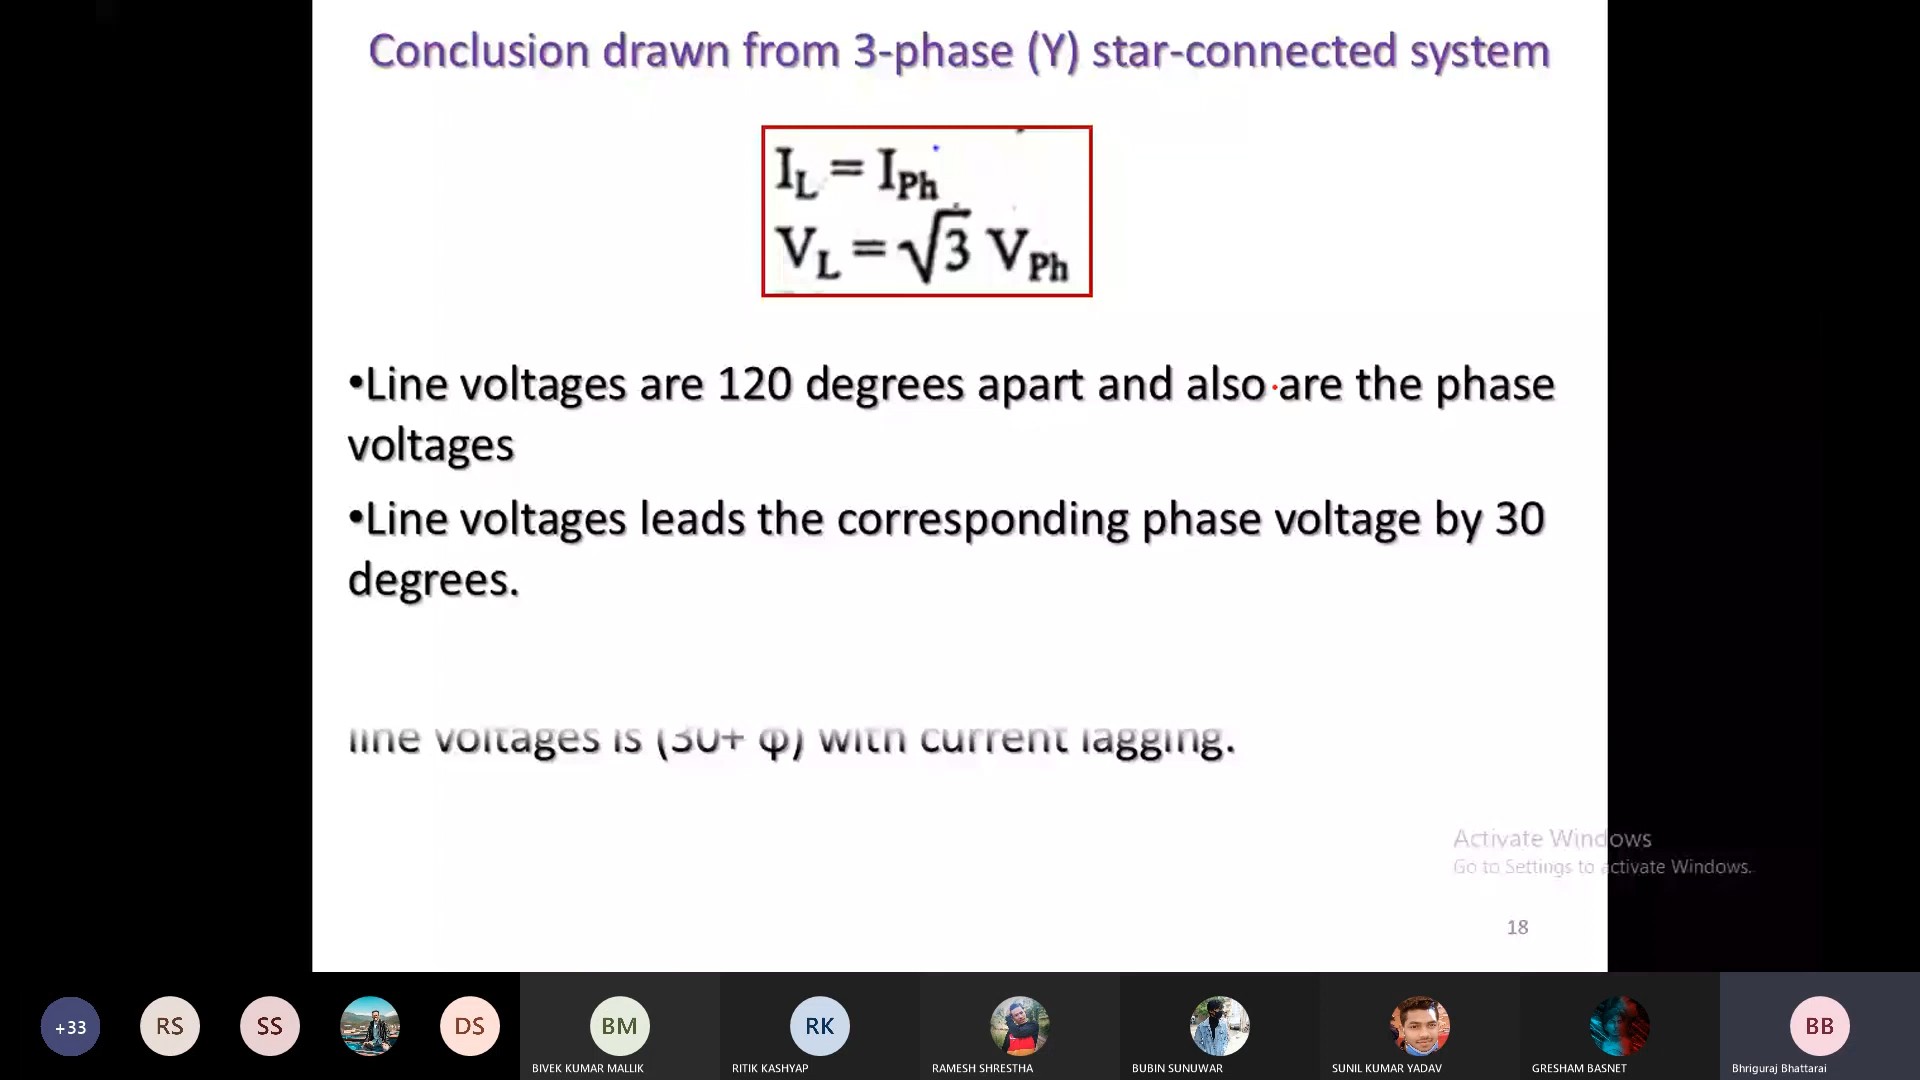 Conclusion drawn from 3-phase (Y) star-connected system
I_L = I_Ph
V_L = √3 V_Ph
•Line voltages are 120 degrees apart and also are the phase
voltages
•Line voltages leads the corresponding phase voltage by 30
degrees.
line voltages is (30+ φ) with current lagging.
Activate Windows
Go to Settings to activate Windows.
18
+33
RS
SS
DS
BM
RK
BB
BIVEK KUMAR MALLIK
RITIK KASHYAP
RAMESH SHRESTHA
BUBIN SUNUWAR
SUNIL KUMAR YADAV
GRESHAM BASNET
Bhriguraj Bhattarai